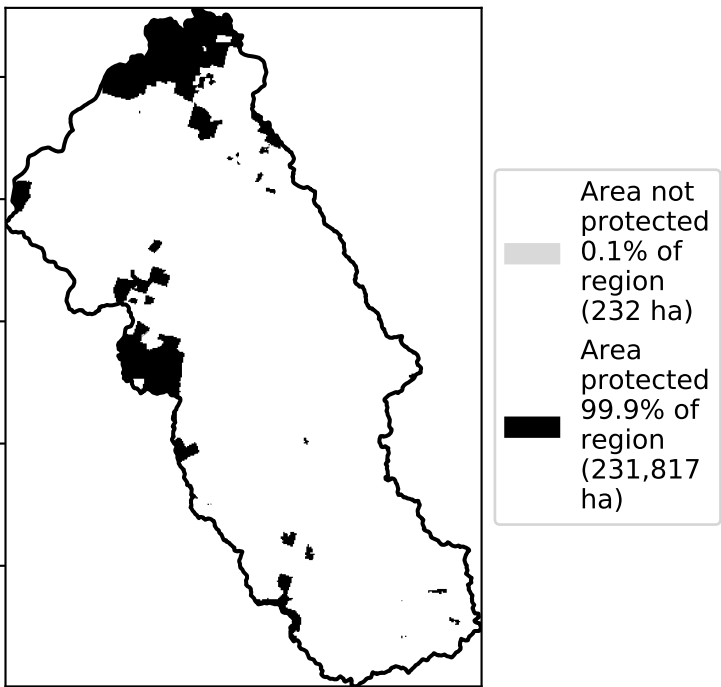 Area not
protected
0.1% of
region
(232 ha)
Area
protected
99.9% of
region
(231,817
ha)